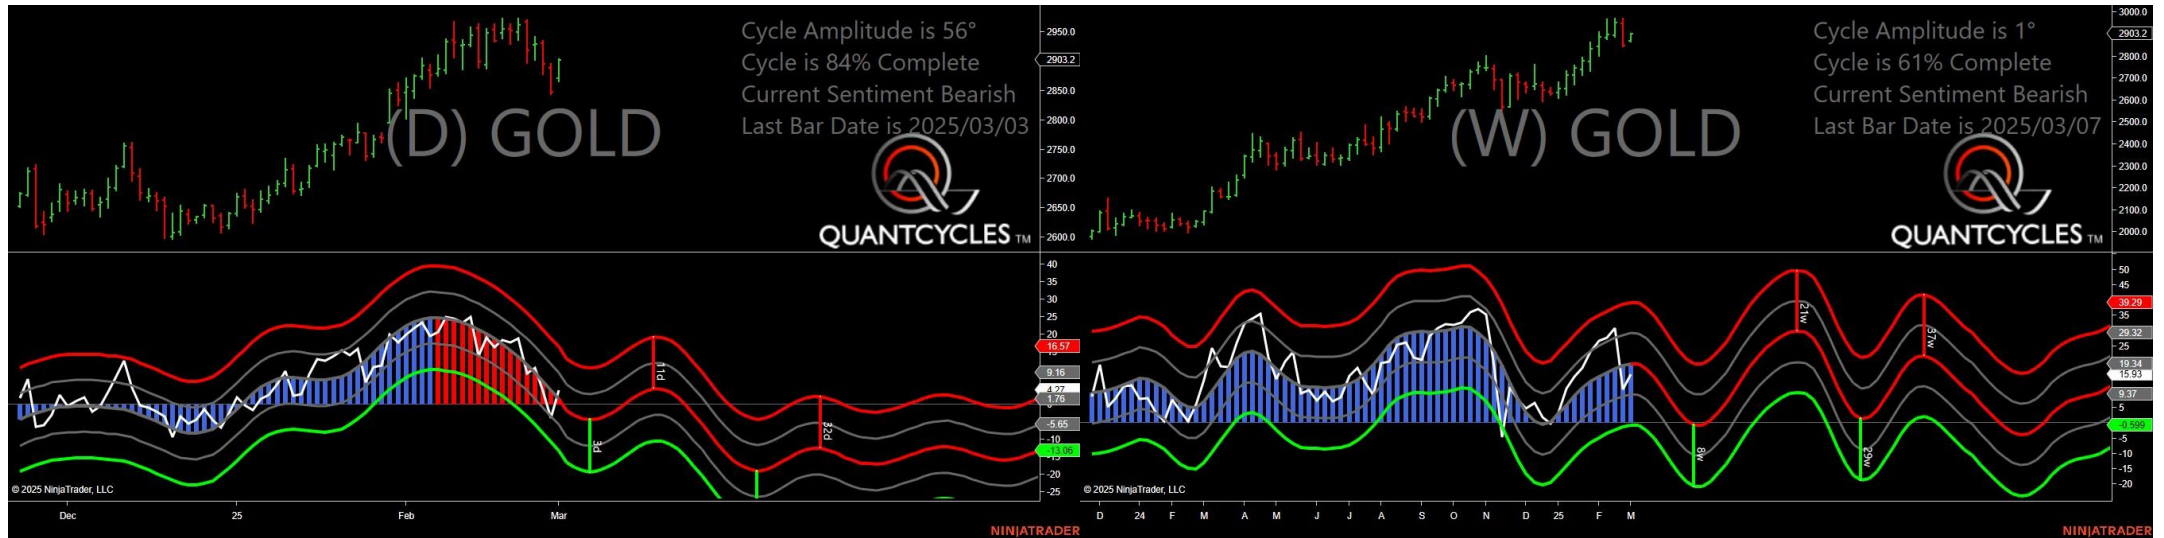 Cycle Amplitude is 56°
Cycle is 84% Complete
Current Sentiment Bearish
Last Bar Date is 2025/03/03
(D) GOLD
QUANTCYCLES TM
2950.0
2903.2
2850.0
2800.0
2750.0
2700.0
2650.0
2600.0
40
35
30
25
20
16.57
9.16
4.27
1.76
-5.65
-10
-13.06
-20
-25
11d
3d
32d
© 2025 NinjaTrader, LLC
Dec
25
Feb
Mar
NINJATRADER
Cycle Amplitude is 1°
Cycle is 61% Complete
Current Sentiment Bearish
Last Bar Date is 2025/03/07
(W) GOLD
QUANTCYCLES TM
3000.0
2903.2
2800.0
2700.0
2600.0
2500.0
2400.0
2300.0
2200.0
2100.0
2000.0
50
45
39.29
35
29.32
25
19.34
15.93
9.37
5
-0.599
-5
-10
-15
-20
21w
37w
8w
29w
© 2025 NinjaTrader, LLC
D
24
F
M
A
M
J
J
A
S
O
N
D
25
F
M
NINJATRADER